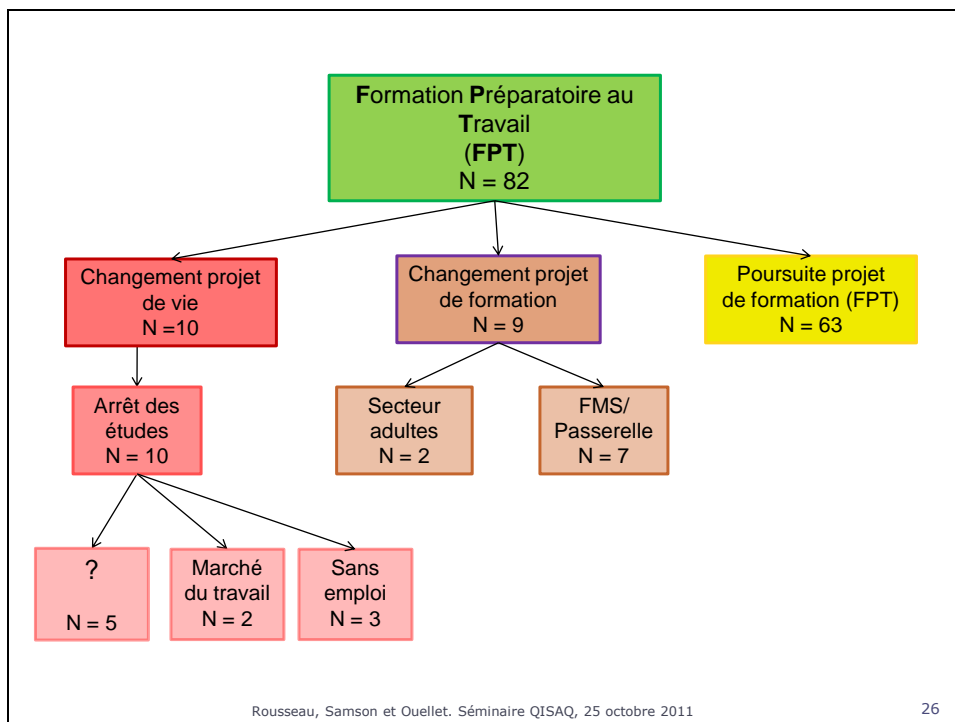 Formation Préparatoire au
Travail
(FPT)
N = 82
Changement projet
de vie
N =10
Changement projet
de formation
N = 9
Poursuite projet
de formation (FPT)
N = 63
Arrêt des
études
N = 10
Secteur
adultes
N = 2
FMS/
Passerelle
N = 7
?
N = 5
Marché
du travail
N = 2
Sans
emploi
N = 3
Rousseau, Samson et Ouellet. Séminaire QISAQ, 25 octobre 2011
26